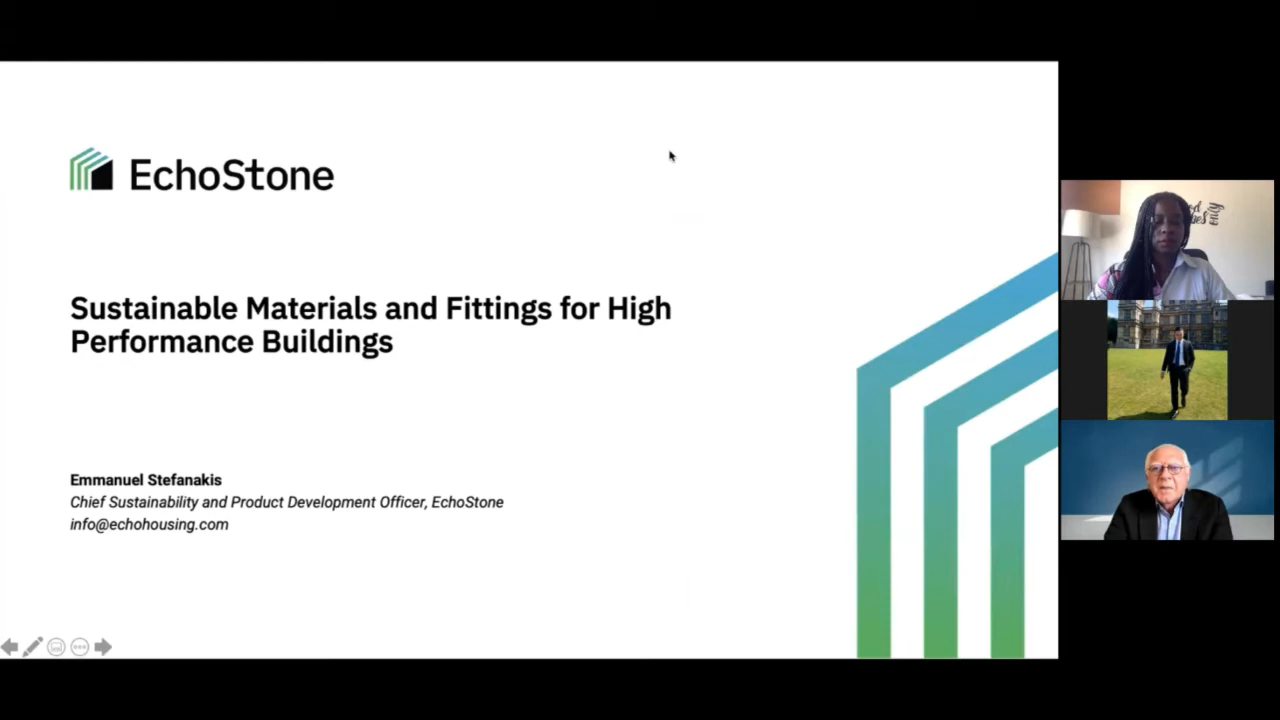 EchoStone
Sustainable Materials and Fittings for High
Performance Buildings
Emmanuel Stefanakis
Chief Sustainability and Product Development Officer, EchoStone
info@echohousing.com